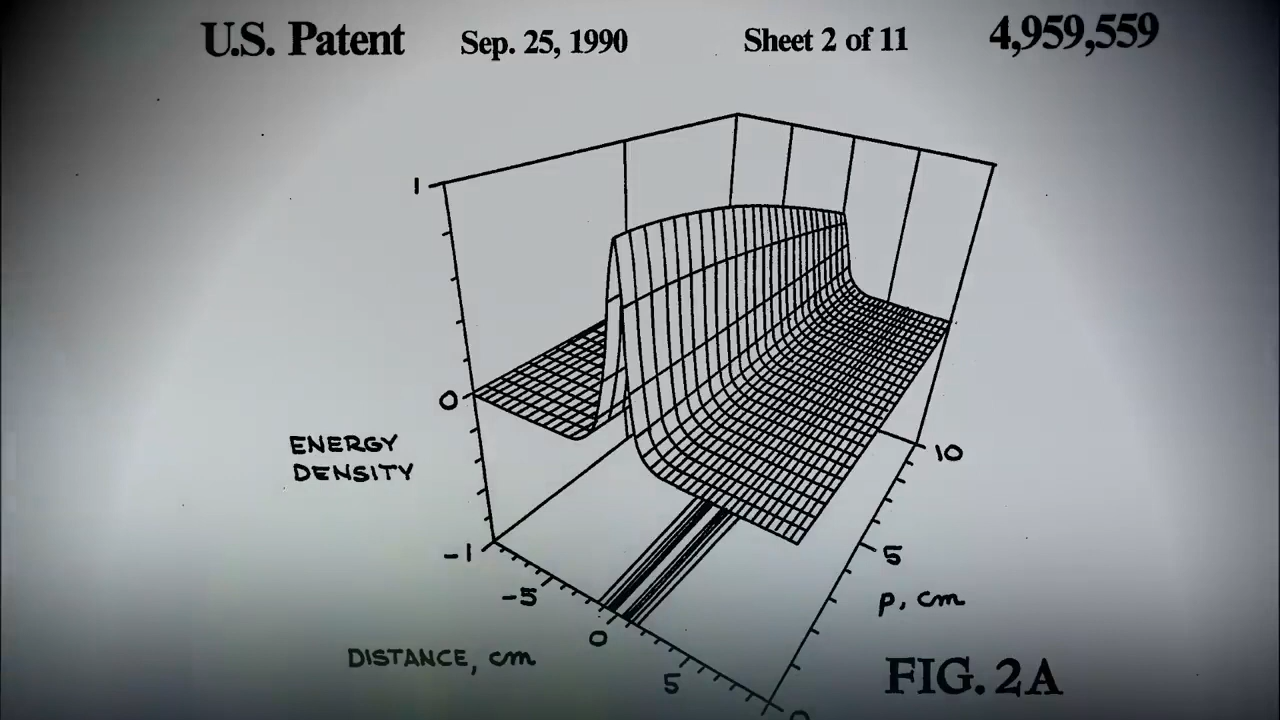 U.S. Patent Sep. 25, 1990 Sheet 2 of 11 4,959,559
1
0
ENERGY
DENSITY
-1
-5
0
5
DISTANCE, cm
10
5
0
p, cm
FIG. 2A